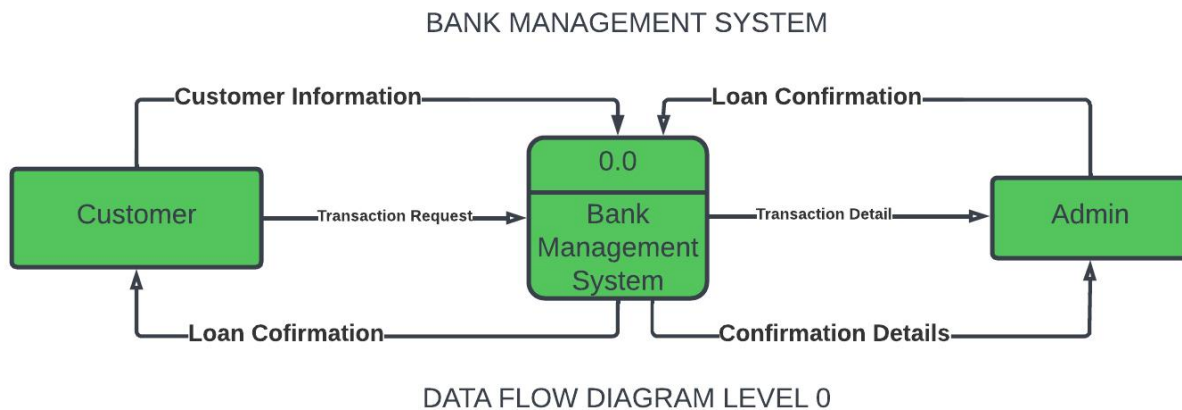 BANK MANAGEMENT SYSTEM
Customer Information
Loan Confirmation
0.0
Customer
Transaction Request
Bank
Management
System
Transaction Detail
Admin
Loan Cofirmation
Confirmation Details
DATA FLOW DIAGRAM LEVEL 0